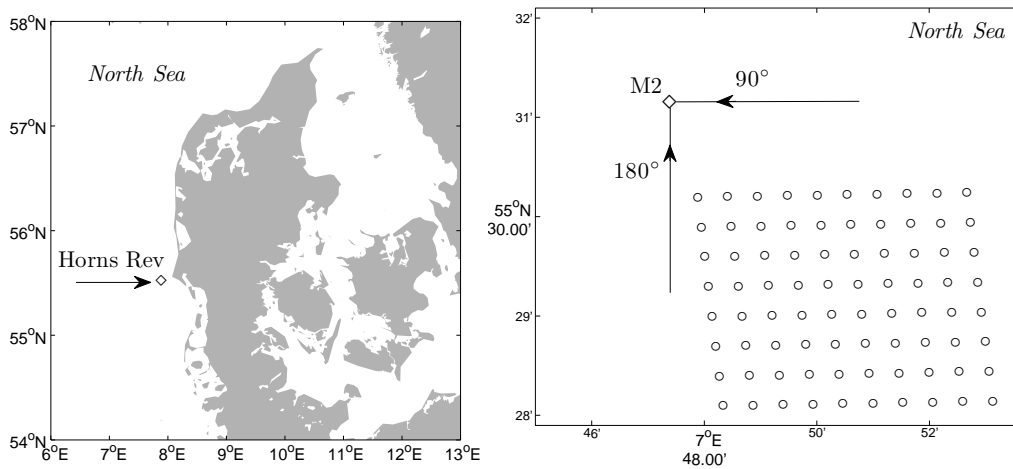 58°N
57°N
56°N
55°N
54°N
6°E
7°E
8°E
9°E
10°E
11°E
12°E
13°E
North Sea
Horns Rev
32'
31'
55°N
30.00'
29'
28'
46'
7°E
48.00'
50'
52'
North Sea
M2
90°
180°